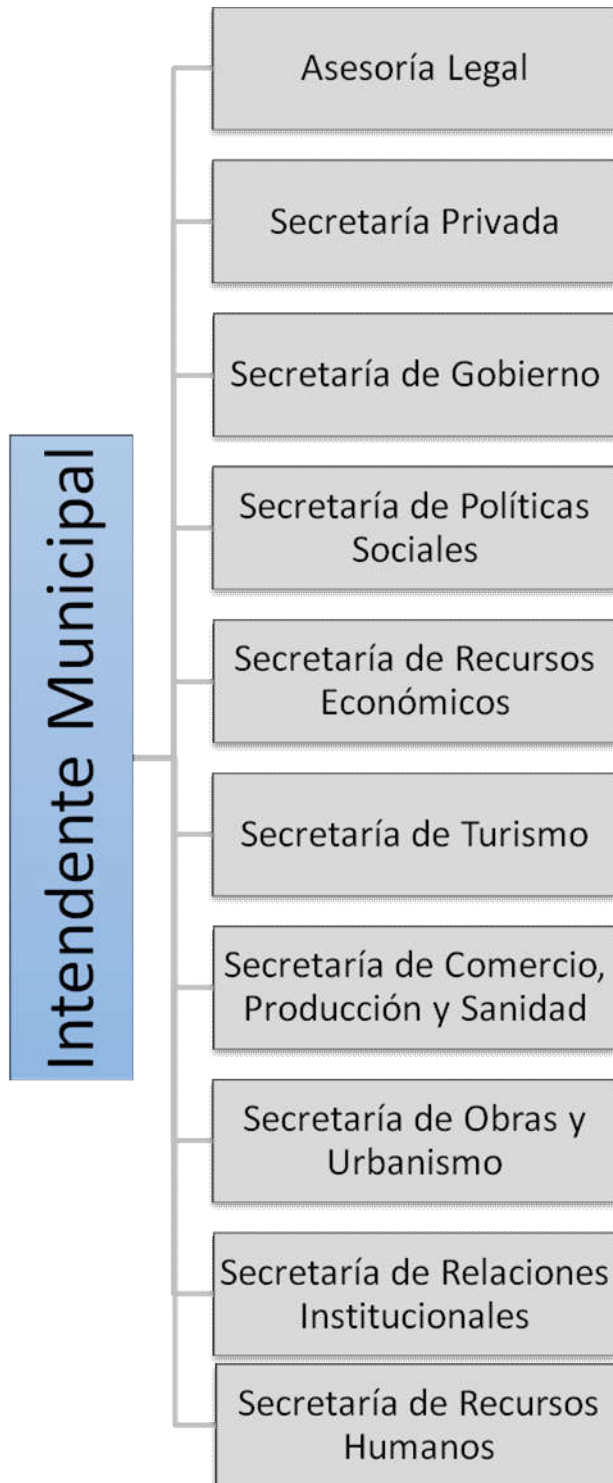 Intendente Municipal
Asesoría Legal
Secretaría Privada
Secretaría de Gobierno
Secretaría de Políticas
Sociales
Secretaría de Recursos
Económicos
Secretaría de Turismo
Secretaría de Comercio,
Producción y Sanidad
Secretaría de Obras y
Urbanismo
Secretaría de Relaciones
Institucionales
Secretaría de Recursos
Humanos